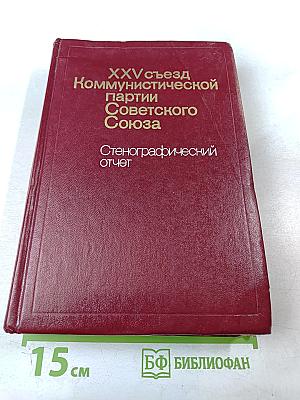 XXV съезд
Коммунистической
партии
Советского
Союза
Стенографический
отчет
15 см
БФ БИБЛИОФАН